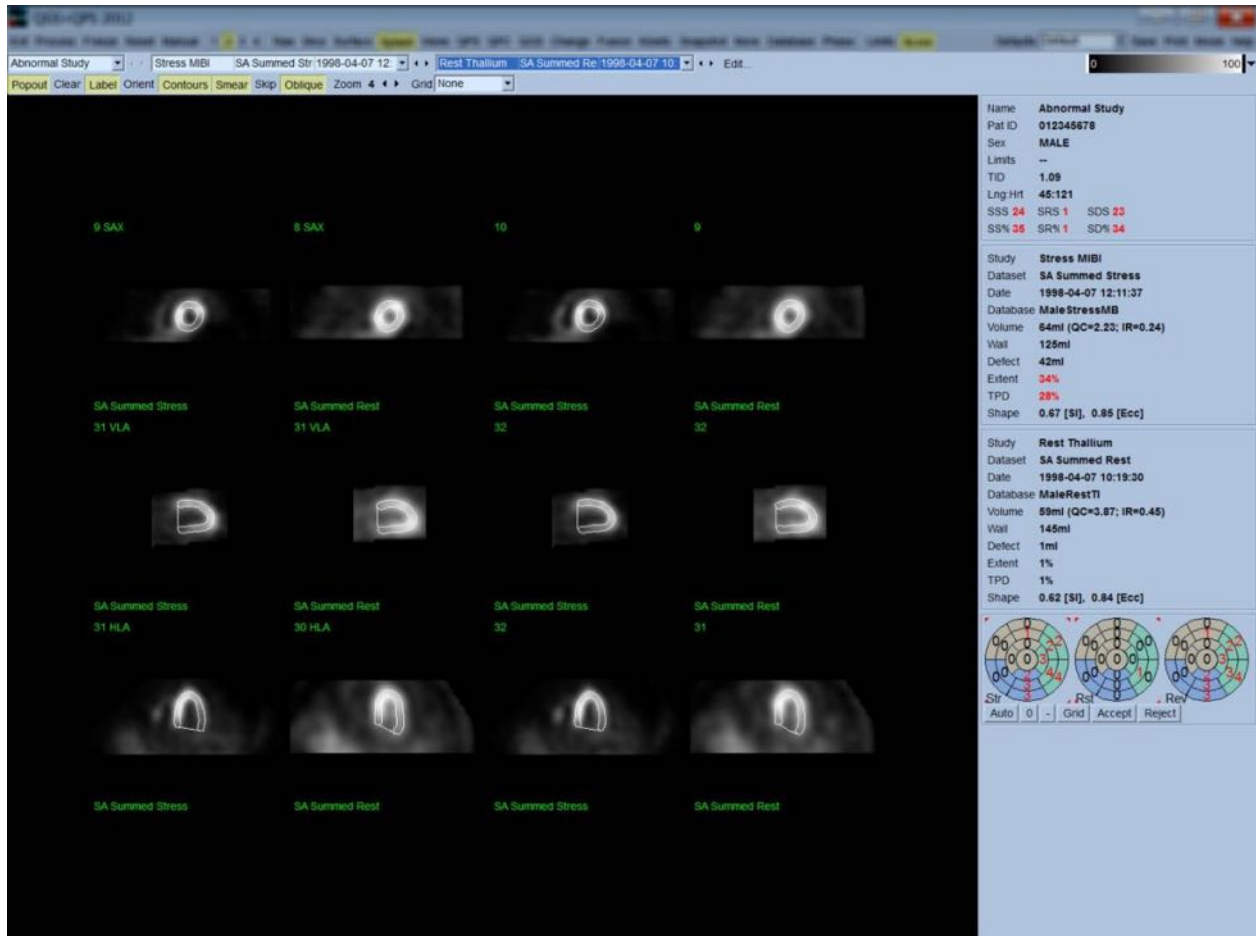 QGS+QPS 2012
Abnormal Study Stress MIBI SA Summed Str 1998-04-07 12: Rest Thallium SA Summed Re 1998-04-07 10: Edit... 0 100
Popout Clear Label Orient Contours Smear Skip Oblique Zoom 4 Grid None
Name Abnormal Study
Pat ID 012345678
Sex MALE
Limits --
TID 1.09
Lng:Hrt 45:121
SSS 24 SRS 1 SDS 23
SS% 35 SR% 1 SD% 34
Study Stress MIBI
Dataset SA Summed Stress
Date 1998-04-07 12:11:37
Database MaleStressMB
Volume 64ml (QC=2.23; IR=0.24)
Wall 125ml
Defect 42ml
Extent 34%
TPD 28%
Shape 0.67 [SI], 0.85 [Ecc]
Study Rest Thallium
Dataset SA Summed Rest
Date 1998-04-07 10:19:30
Database MaleRestTl
Volume 59ml (QC=3.87; IR=0.45)
Wall 145ml
Defect 1ml
Extent 1%
TPD 1%
Shape 0.62 [SI], 0.84 [Ecc]
Str Rst Rev
Auto 0 - Grid Accept Reject
9 SAX 8 SAX 10 9
SA Summed Stress SA Summed Rest SA Summed Stress SA Summed Rest
31 VLA 31 VLA 32 32
SA Summed Stress SA Summed Rest SA Summed Stress SA Summed Rest
31 HLA 30 HLA 32 31
SA Summed Stress SA Summed Rest SA Summed Stress SA Summed Rest